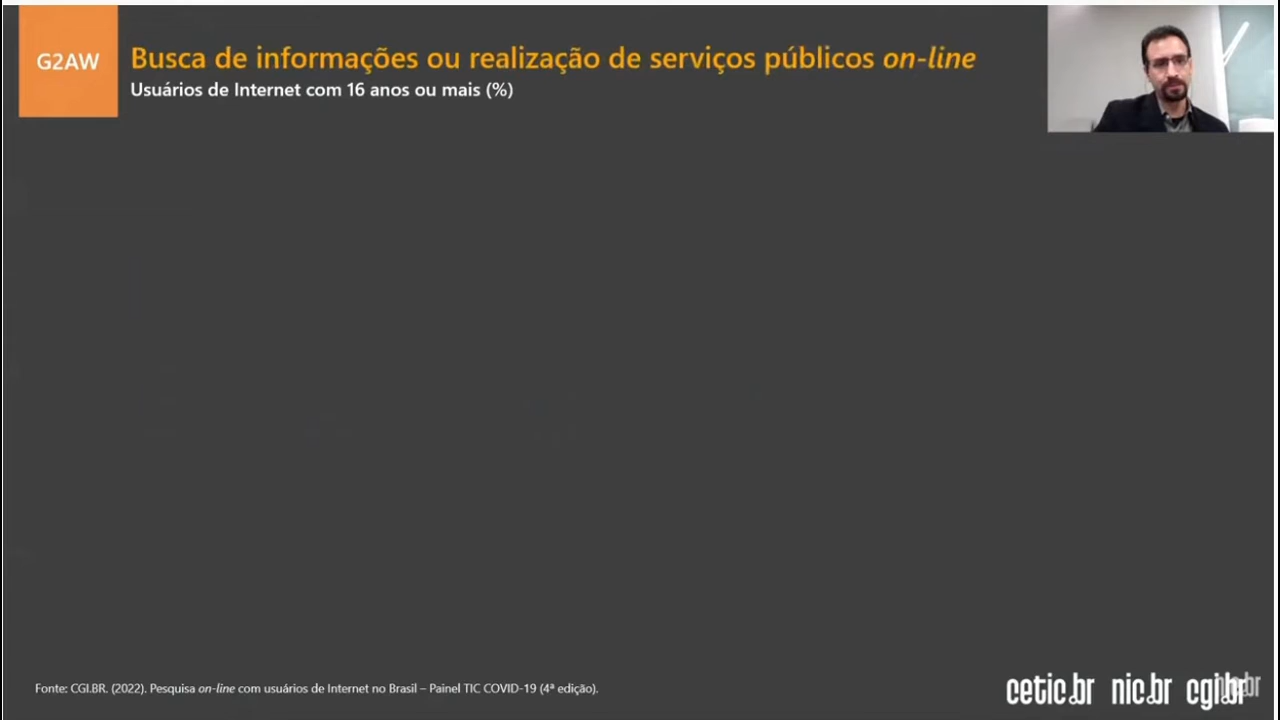 G2AW
Busca de informações ou realização de serviços públicos on-line
Usuários de Internet com 16 anos ou mais (%)
Fonte: CGI.BR. (2022). Pesquisa on-line com usuários de Internet no Brasil – Painel TIC COVID-19 (4ª edição).
cetic.br nic.br cgi.br
nic.br